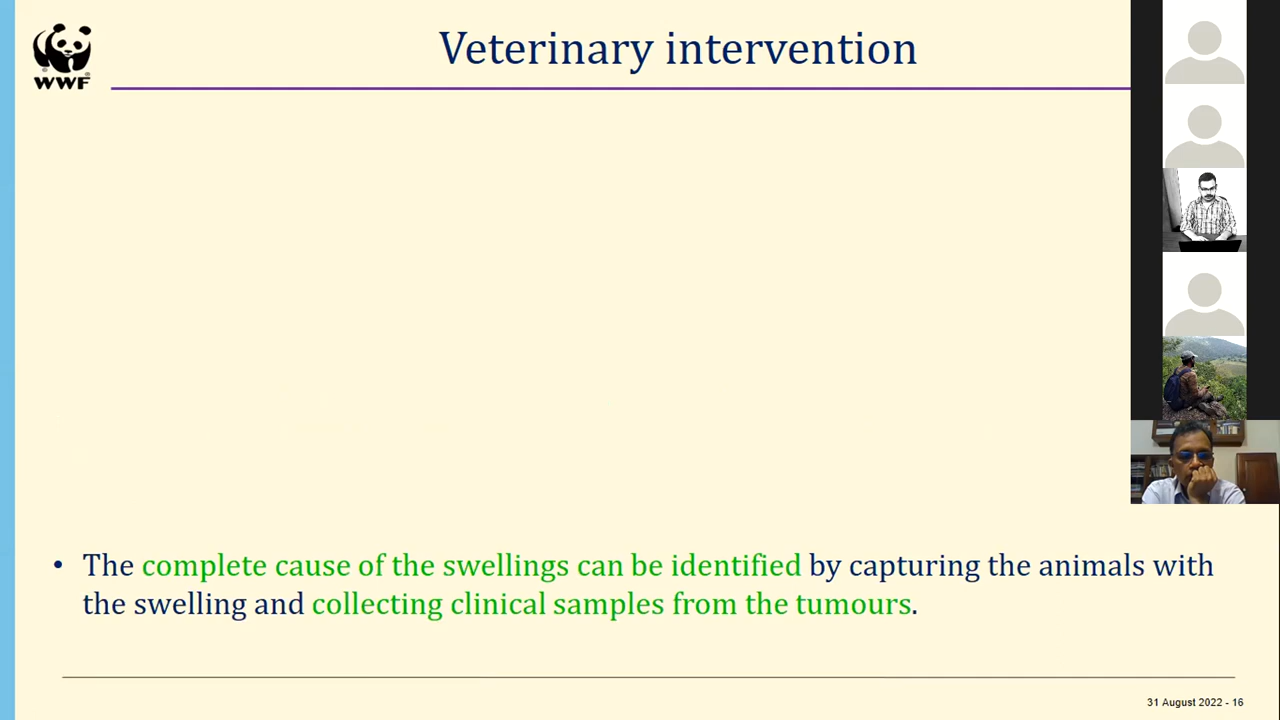 WWF
Veterinary intervention
• The complete cause of the swellings can be identified by capturing the animals with
the swelling and collecting clinical samples from the tumours.
31 August 2022 - 16